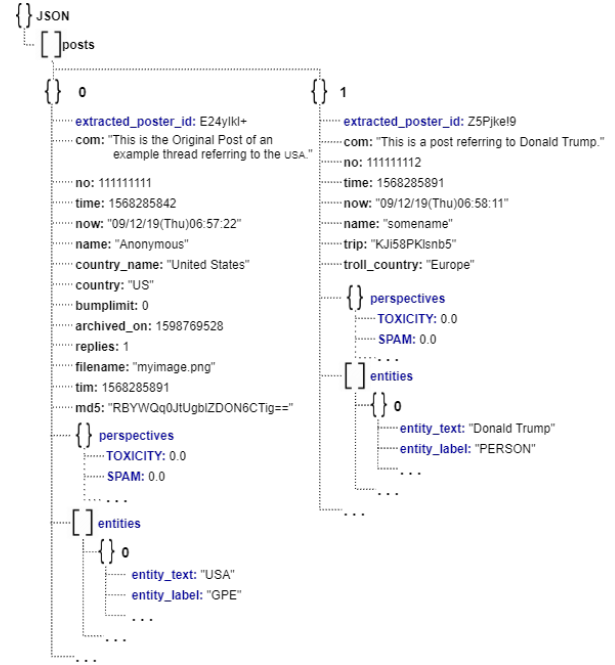 {} JSON
[ ] posts
{} 0
extracted_poster_id: E24ylkl+
com: "This is the Original Post of an
example thread referring to the USA."
no: 111111111
time: 1568285842
now: "09/12/19(Thu)06:57:22"
name: "Anonymous"
country_name: "United States"
country: "US"
bumplimit: 0
archived_on: 1598769528
replies: 1
filename: "myimage.png"
tim: 1568285891
md5: "RBYWQq0JtUgblZDON6CTig=="
{} perspectives
TOXICITY: 0.0
SPAM: 0.0
...
[ ] entities
{} 0
entity_text: "USA"
entity_label: "GPE"
...
...
...
{} 1
extracted_poster_id: Z5Pjke!9
com: "This is a post referring to Donald Trump."
no: 111111112
time: 1568285891
now: "09/12/19(Thu)06:58:11"
name: "somename"
trip: "KJi58PKlsnb5"
troll_country: "Europe"
{} perspectives
TOXICITY: 0.0
SPAM: 0.0
...
[ ] entities
{} 0
entity_text: "Donald Trump"
entity_label: "PERSON"
...
...
...